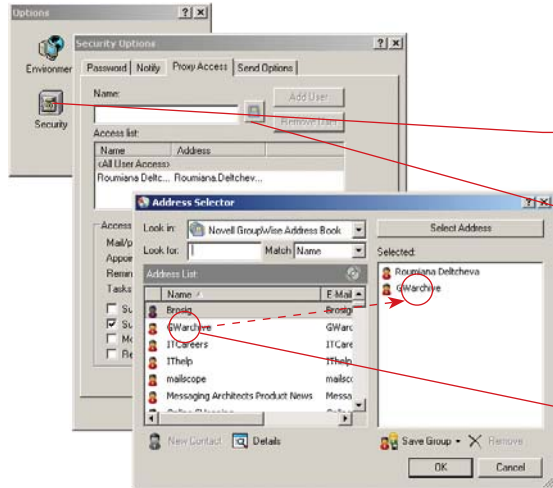 Options
Environmer
Security
Security Options
Password
Notify
Proxy Access
Send Options
Name:
Add User
Remove User
Access list:
Name Address
<All User Access>
Roumiana Deltc... Roumiana.Deltchev...
Access
Mail/p
Appoi
Remin
Tasks
Su
Su
Mo
Re
Address Selector
Look in: Novell GroupWise Address Book
Look for: Match Name
Select Address
Selected:
Roumiana Deltcheva
GWarchive
Address List
Name E-Mail
Brosig Brosig
GWarchive GWarc
ITCareers ITCare
IThelp IThelp
mailscope mailsco
Messaging Architects Product News Messa
New Contact Details
Save Group Remove
OK Cancel